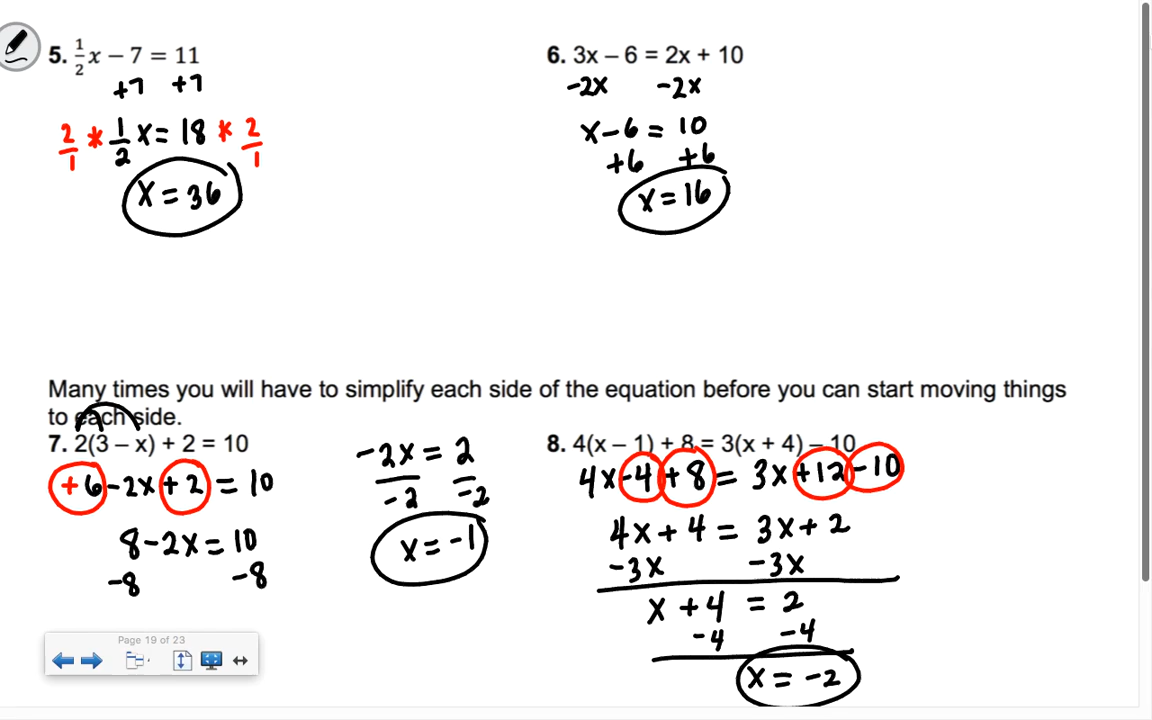 5. 1/2 x – 7 = 11
+7 +7
2/1 * 1/2 x = 18 * 2/1
x = 36
6. 3x – 6 = 2x + 10
-2x -2x
x - 6 = 10
+6 +6
x = 16
Many times you will have to simplify each side of the equation before you can start moving things
to each side.
7. 2(3 – x) + 2 = 10
+6 -2x +2 = 10
8 - 2x = 10
-8 -8
-2x = 2
-2 -2
x = -1
8. 4(x – 1) + 8 = 3(x + 4) – 10
4x -4 +8 = 3x +12 -10
4x + 4 = 3x + 2
-3x -3x
x + 4 = 2
-4 -4
x = -2
Page 19 of 23